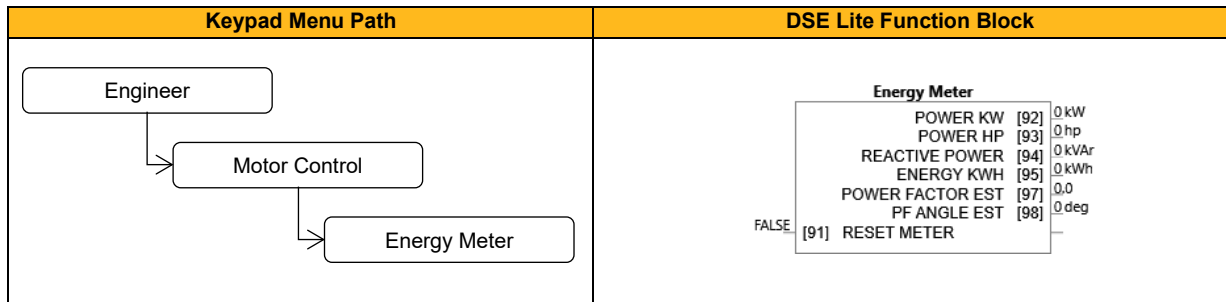 Keypad Menu Path
DSE Lite Function Block
Engineer
Motor Control
Energy Meter
Energy Meter
POWER KW [92] 0 kW
POWER HP [93] 0 hp
REACTIVE POWER [94] 0 kVAr
ENERGY KWH [95] 0 kWh
POWER FACTOR EST [97] 0.0
PF ANGLE EST [98] 0 deg
FALSE [91] RESET METER